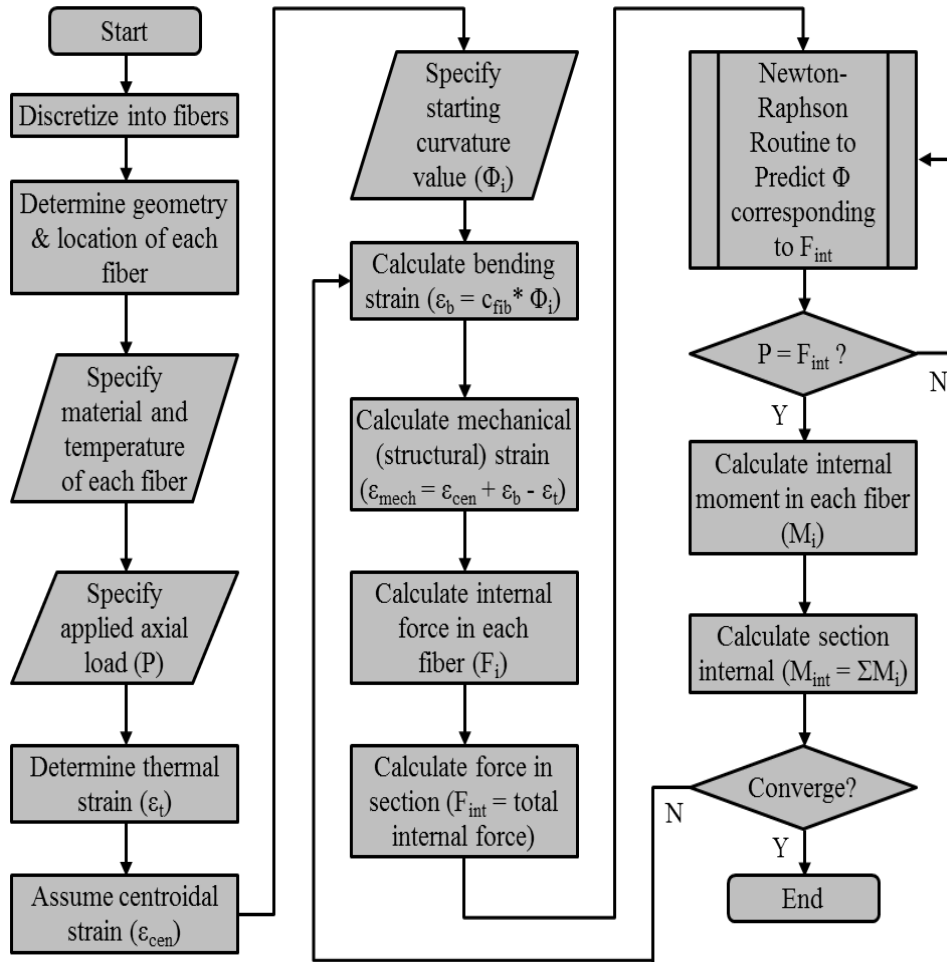 Start
Discretize into fibers
Determine geometry
& location of each
fiber
Specify
material and
temperature
of each fiber
Specify
applied axial
load (P)
Determine thermal
strain (εt)
Assume centroidal
strain (εcen)
Specify
starting
curvature
value (Φi)
Calculate bending
strain (εb = cfib* Φi)
Calculate mechanical
(structural) strain
(εmech = εcen + εb - εt)
Calculate internal
force in each
fiber (Fi)
Calculate force in
section (Fint = total
internal force)
Newton-
Raphson
Routine to
Predict Φ
corresponding
to Fint
P = Fint ?
N
Y
Calculate internal
moment in each fiber
(Mi)
Calculate section
internal (Mint = ΣMi)
Converge?
N
Y
End